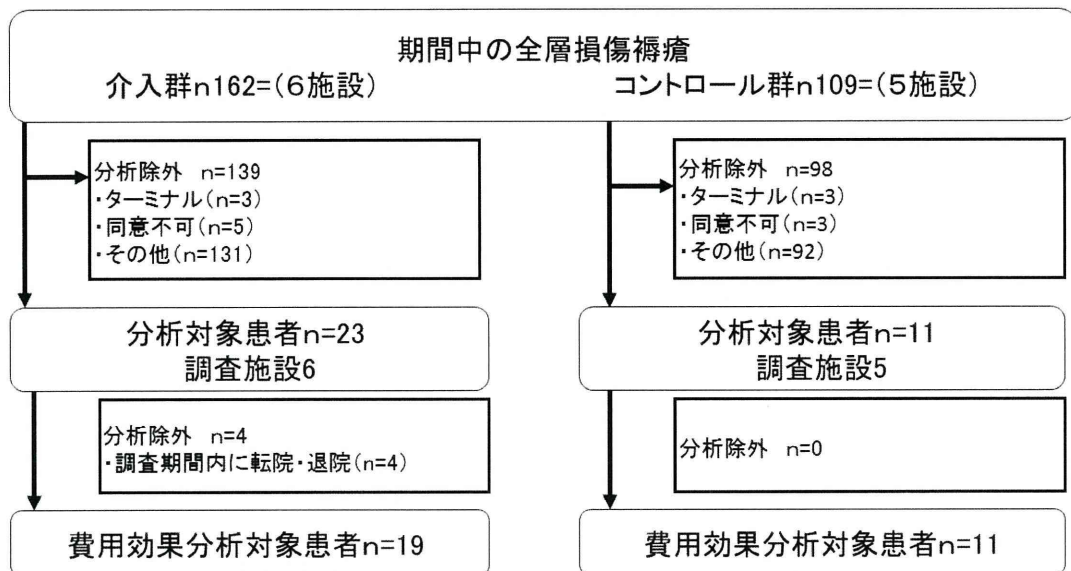 期間中の全層損傷褥瘡
介入群n162=(6施設)
コントロール群n109=(5施設)
分析除外 n=139
・ターミナル(n=3)
・同意不可(n=5)
・その他(n=131)
分析除外 n=98
・ターミナル(n=3)
・同意不可(n=3)
・その他(n=92)
分析対象患者n=23
調査施設6
分析対象患者n=11
調査施設5
分析除外 n=4
・調査期間内に転院・退院(n=4)
分析除外 n=0
費用効果分析対象患者n=19
費用効果分析対象患者n=11